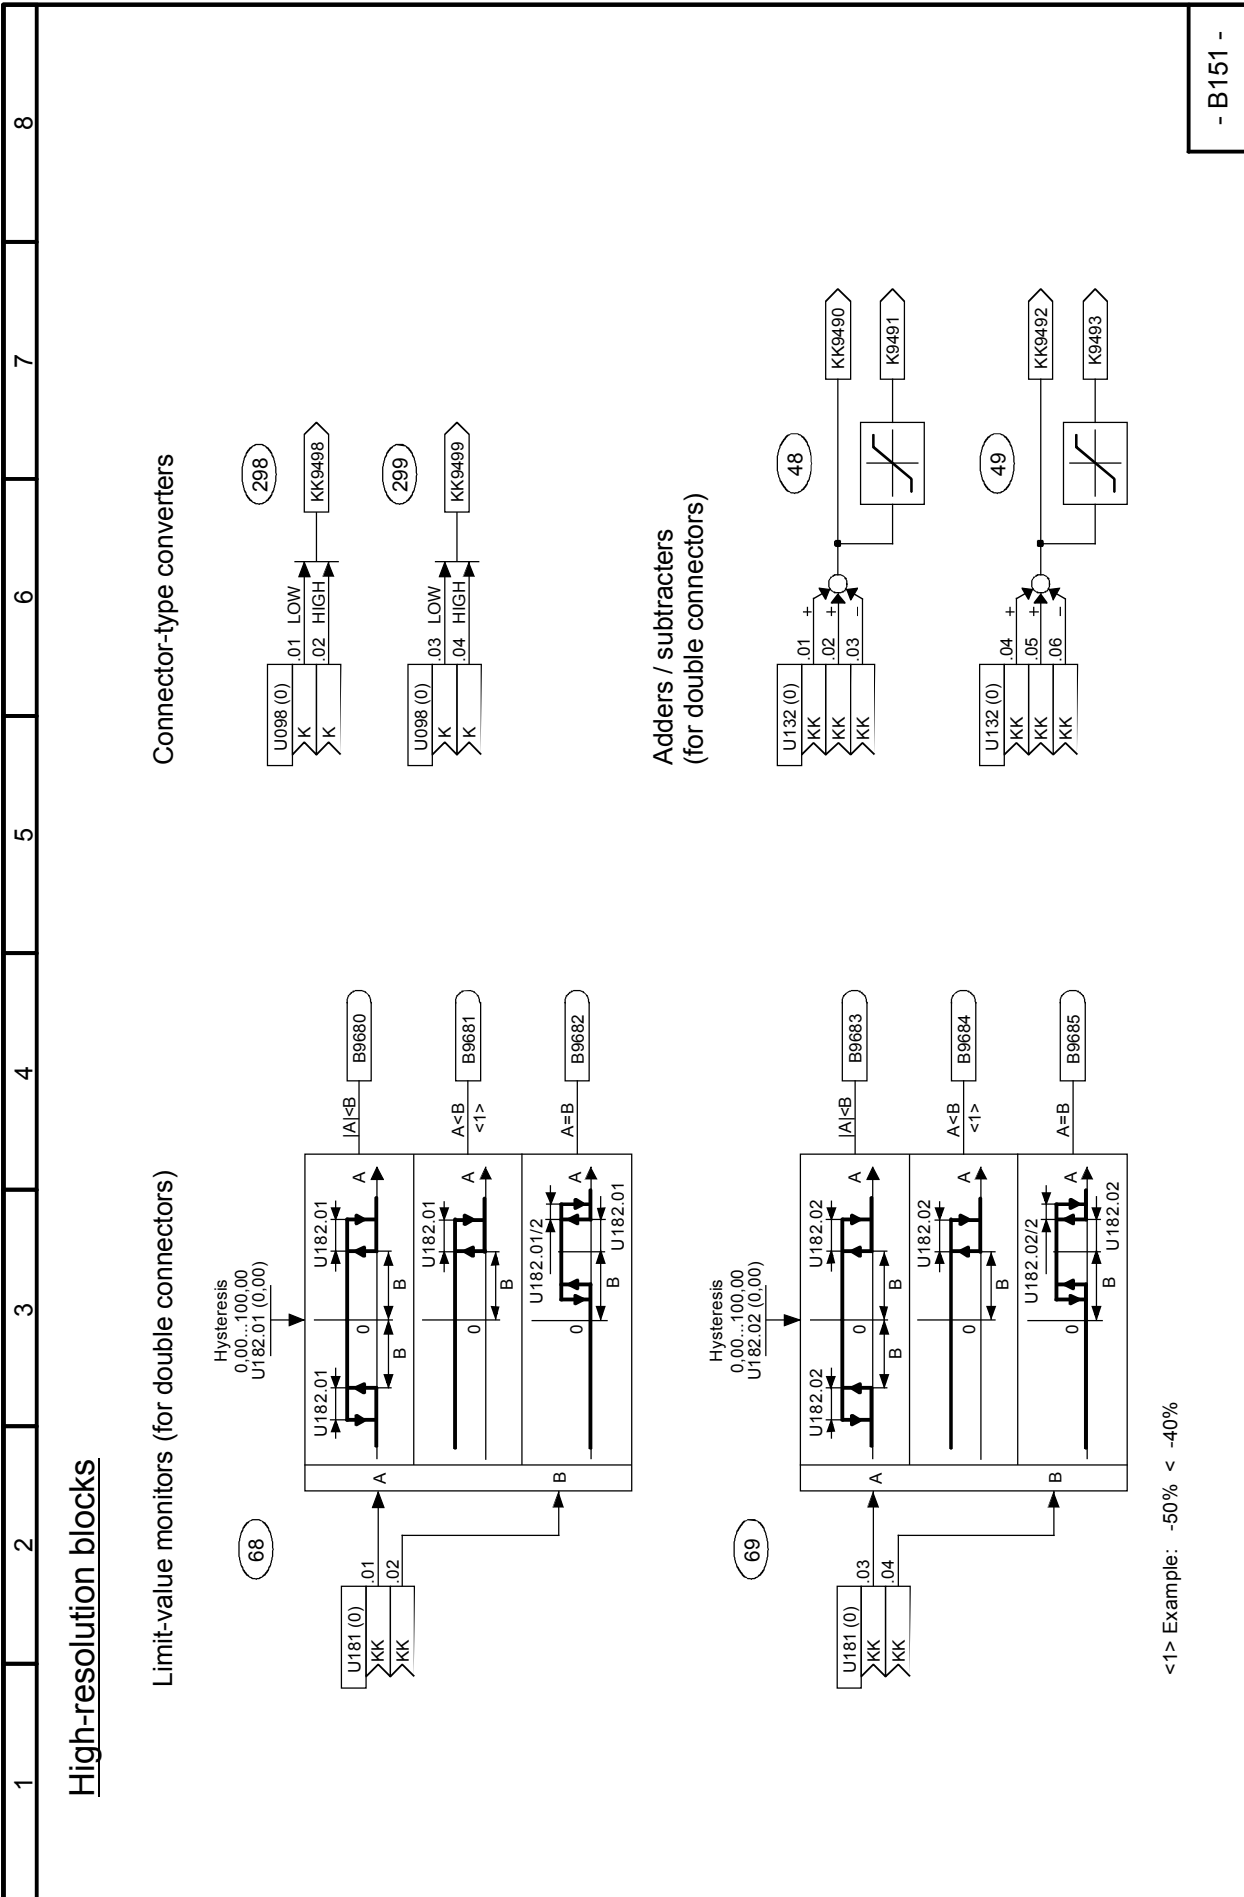 1 2 3 4 5 6 7 8
High-resolution blocks
Limit-value monitors (for double connectors)
68
U181 (0)
KK .01
KK .02
A
B
Hysteresis
0,00...100,00
U182.01 (0,00)
U182.01 U182.01
B 0 B A
|A|<B
B9680
U182.01
0 B A
A<B
<1>
B9681
U182.01/2
0 B A
U182.01
A=B
B9682
69
U181 (0)
KK .03
KK .04
A
B
Hysteresis
0,00...100,00
U182.02 (0,00)
U182.02 U182.02
B 0 B A
|A|<B
B9683
U182.02
0 B A
A<B
<1>
B9684
U182.02/2
0 B A
U182.02
A=B
B9685
<1> Example: -50% < -40%
Connector-type converters
298
U098 (0)
K .01 LOW
K .02 HIGH
KK9498
299
U098 (0)
K .03 LOW
K .04 HIGH
KK9499
Adders / subtracters
(for double connectors)
48
U132 (0)
KK .01 +
KK .02 +
KK .03 –
KK9490
K9491
49
U132 (0)
KK .04 +
KK .05 +
KK .06 –
KK9492
K9493
- B151 -